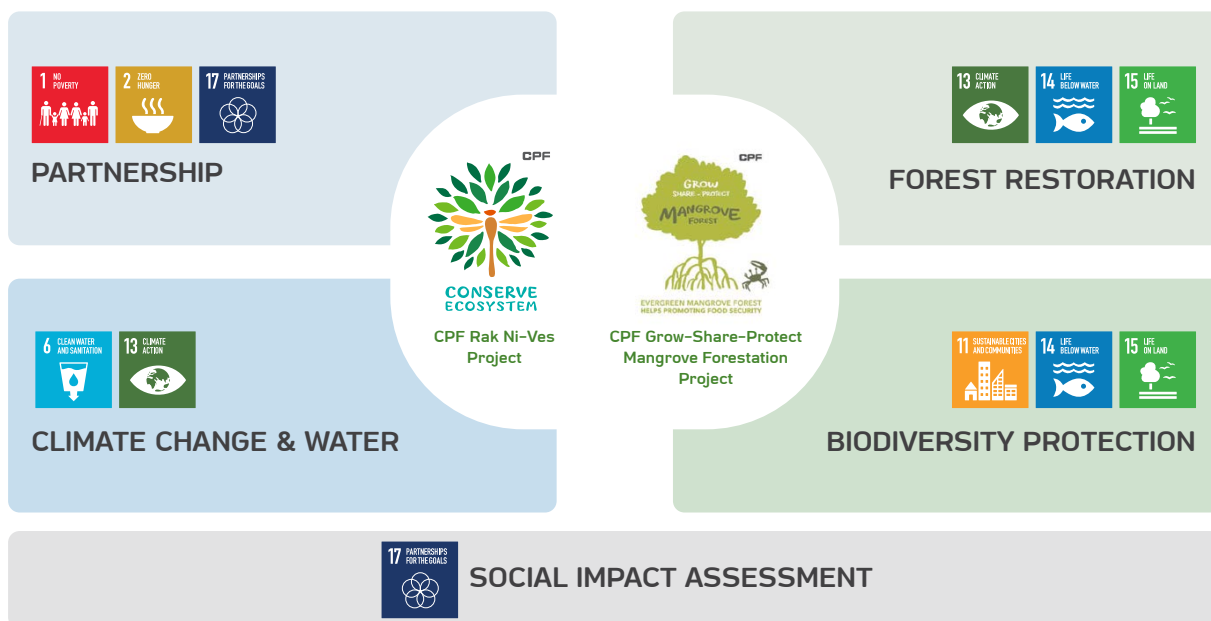 1 NO
POVERTY
2 ZERO
HUNGER
17 PARTNERSHIPS
FOR THE GOALS
PARTNERSHIP
13 CLIMATE
ACTION
14 LIFE
BELOW WATER
15 LIFE
ON LAND
FOREST RESTORATION
CPF
CONSERVE
ECOSYSTEM
CPF Rak Ni-Ves
Project
CPF
GROW
SHARE - PROTECT
MANGROVE
FOREST
EVERGREEN MANGROVE FOREST
HELPS PROMOTING FOOD SECURITY
CPF Grow-Share-Protect
Mangrove Forestation
Project
6 CLEAN WATER
AND SANITATION
13 CLIMATE
ACTION
CLIMATE CHANGE & WATER
11 SUSTAINABLE CITIES
AND COMMUNITIES
14 LIFE
BELOW WATER
15 LIFE
ON LAND
BIODIVERSITY PROTECTION
17 PARTNERSHIPS
FOR THE GOALS
SOCIAL IMPACT ASSESSMENT